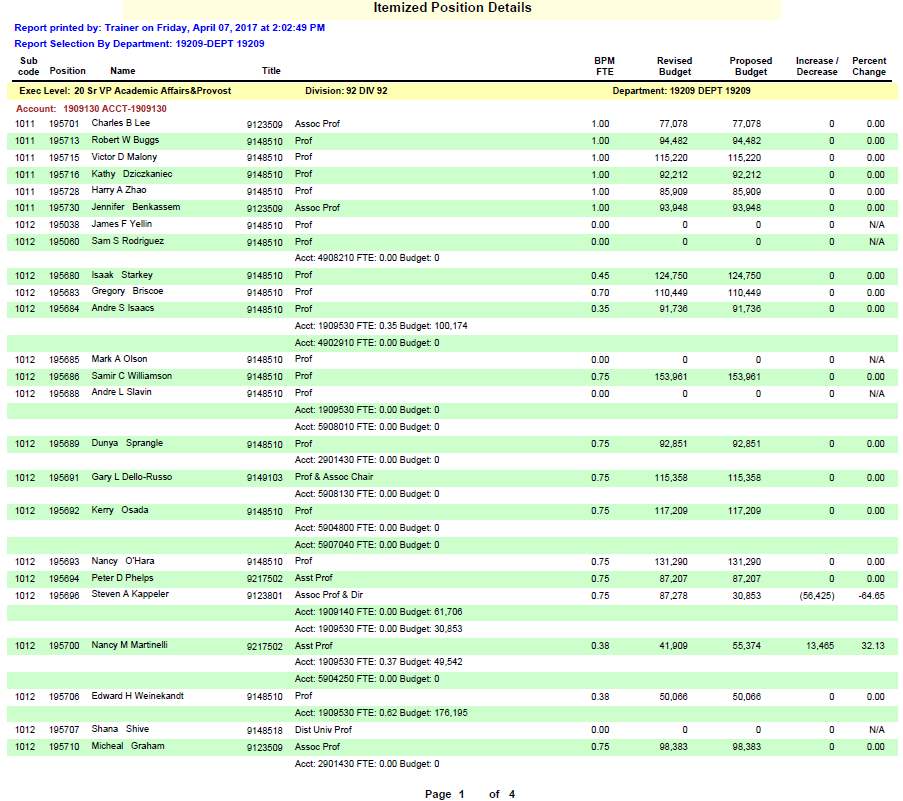 Itemized Position Details
Report printed by: Trainer on Friday, April 07, 2017 at 2:02:49 PM
Report Selection By Department: 19209-DEPT 19209
Sub code Position Name Title BPM FTE Revised Budget Proposed Budget Increase / Decrease Percent Change
Exec Level: 20 Sr VP Academic Affairs&Provost Division: 92 DIV 92 Department: 19209 DEPT 19209
Account: 1909130 ACCT-1909130
1011 195701 Charles B Lee 9123509 Assoc Prof 1.00 77,078 77,078 0 0.00
1011 195713 Robert W Buggs 9148510 Prof 1.00 94,482 94,482 0 0.00
1011 195715 Victor D Malony 9148510 Prof 1.00 115,220 115,220 0 0.00
1011 195716 Kathy Dziczkaniec 9148510 Prof 1.00 92,212 92,212 0 0.00
1011 195728 Harry A Zhao 9148510 Prof 1.00 85,909 85,909 0 0.00
1011 195730 Jennifer Benkassem 9123509 Assoc Prof 1.00 93,948 93,948 0 0.00
1012 195038 James F Yellin 9148510 Prof 0.00 0 0 0 N/A
1012 195060 Sam S Rodriguez 9148510 Prof 0.00 0 0 0 N/A
Acct: 4908210 FTE: 0.00 Budget: 0
1012 195680 Isaak Starkey 9148510 Prof 0.45 124,750 124,750 0 0.00
1012 195683 Gregory Briscoe 9148510 Prof 0.70 110,449 110,449 0 0.00
1012 195684 Andre S Isaacs 9148510 Prof 0.35 91,736 91,736 0 0.00
Acct: 1909530 FTE: 0.35 Budget: 100,174
Acct: 4902910 FTE: 0.00 Budget: 0
1012 195685 Mark A Olson 9148510 Prof 0.00 0 0 0 N/A
1012 195686 Samir C Williamson 9148510 Prof 0.75 153,961 153,961 0 0.00
1012 195688 Andre L Slavin 9148510 Prof 0.00 0 0 0 N/A
Acct: 1909530 FTE: 0.00 Budget: 0
Acct: 5908010 FTE: 0.00 Budget: 0
1012 195689 Dunya Sprangle 9148510 Prof 0.75 92,851 92,851 0 0.00
Acct: 2901430 FTE: 0.00 Budget: 0
1012 195691 Gary L Dello-Russo 9149103 Prof & Assoc Chair 0.75 115,358 115,358 0 0.00
Acct: 5908130 FTE: 0.00 Budget: 0
1012 195692 Kerry Osada 9148510 Prof 0.75 117,209 117,209 0 0.00
Acct: 5904800 FTE: 0.00 Budget: 0
Acct: 5907040 FTE: 0.00 Budget: 0
1012 195693 Nancy O'Hara 9148510 Prof 0.75 131,290 131,290 0 0.00
1012 195694 Peter D Phelps 9217502 Asst Prof 0.75 87,207 87,207 0 0.00
1012 195696 Steven A Kappeler 9123801 Assoc Prof & Dir 0.75 87,278 30,853 (56,425) -64.65
Acct: 1909140 FTE: 0.00 Budget: 61,706
Acct: 1909530 FTE: 0.00 Budget: 30,853
1012 195700 Nancy M Martinelli 9217502 Asst Prof 0.38 41,909 55,374 13,465 32.13
Acct: 1909530 FTE: 0.37 Budget: 49,542
Acct: 5904250 FTE: 0.00 Budget: 0
1012 195706 Edward H Weinekandt 9148510 Prof 0.38 50,066 50,066 0 0.00
Acct: 1909530 FTE: 0.62 Budget: 176,195
1012 195707 Shana Shive 9148518 Dist Univ Prof 0.00 0 0 0 N/A
1012 195710 Micheal Graham 9123509 Assoc Prof 0.75 98,383 98,383 0 0.00
Acct: 2901430 FTE: 0.00 Budget: 0
Page 1 of 4